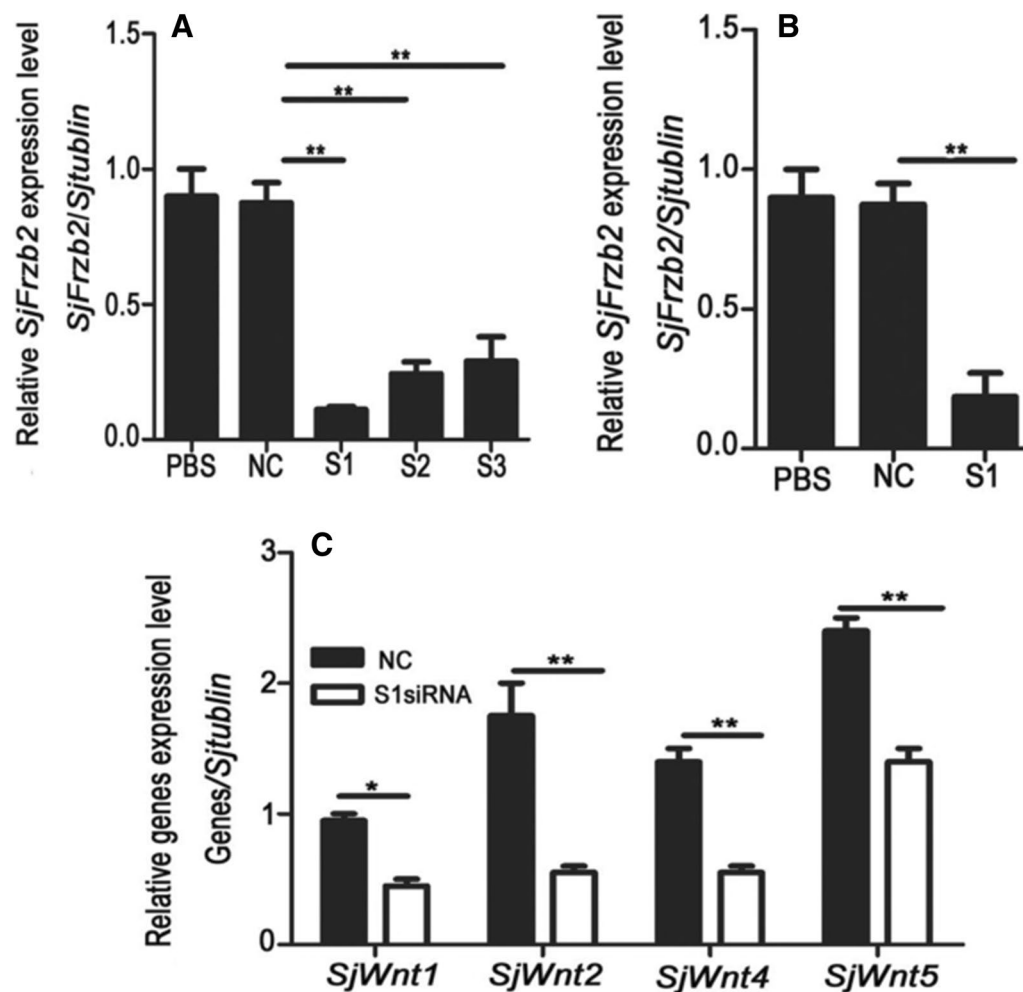 A
Relative SjFrzb2 expression level
SjFrzb2/Sjtublin
1.5
1.0
0.5
0.0
**
**
**
PBS NC S1 S2 S3
B
Relative SjFrzb2 expression level
SjFrzb2/Sjtublin
1.5
1.0
0.5
0.0
**
PBS NC S1
C
Relative genes expression level
Genes/Sjtublin
3
2
1
0
NC
S1siRNA
*
**
**
**
SjWnt1 SjWnt2 SjWnt4 SjWnt5